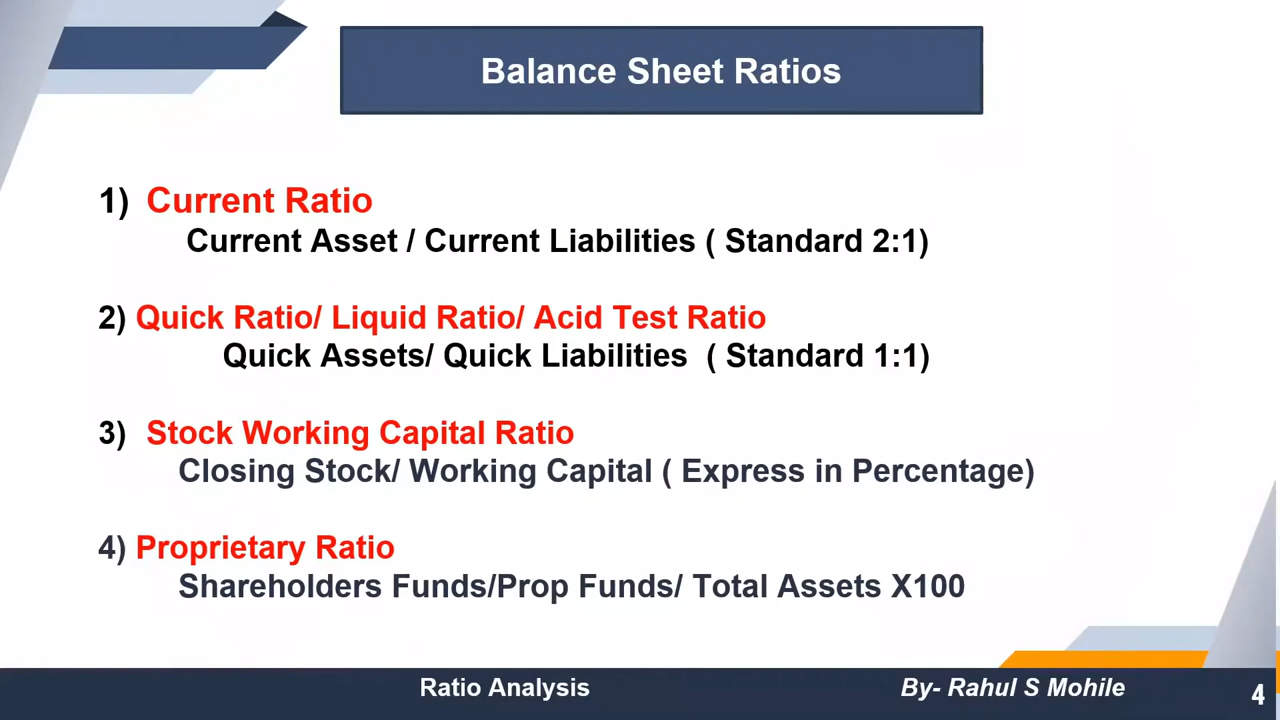 Balance Sheet Ratios
1) Current Ratio
Current Asset / Current Liabilities ( Standard 2:1)
2) Quick Ratio/ Liquid Ratio/ Acid Test Ratio
Quick Assets/ Quick Liabilities ( Standard 1:1)
3) Stock Working Capital Ratio
Closing Stock/ Working Capital ( Express in Percentage)
4) Proprietary Ratio
Shareholders Funds/Prop Funds/ Total Assets X100
Ratio Analysis
By- Rahul S Mohile
4